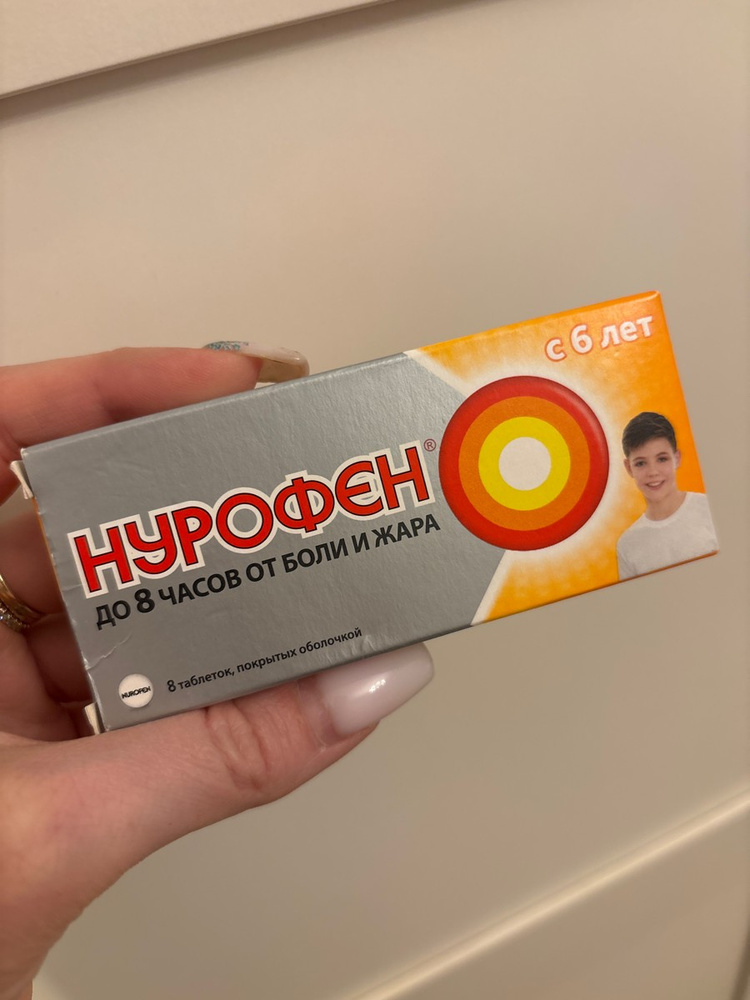 с 6 лет
НУРОФЕН®
ДО 8 ЧАСОВ ОТ БОЛИ И ЖАРА
8 таблеток, покрытых оболочкой
NUROFEN